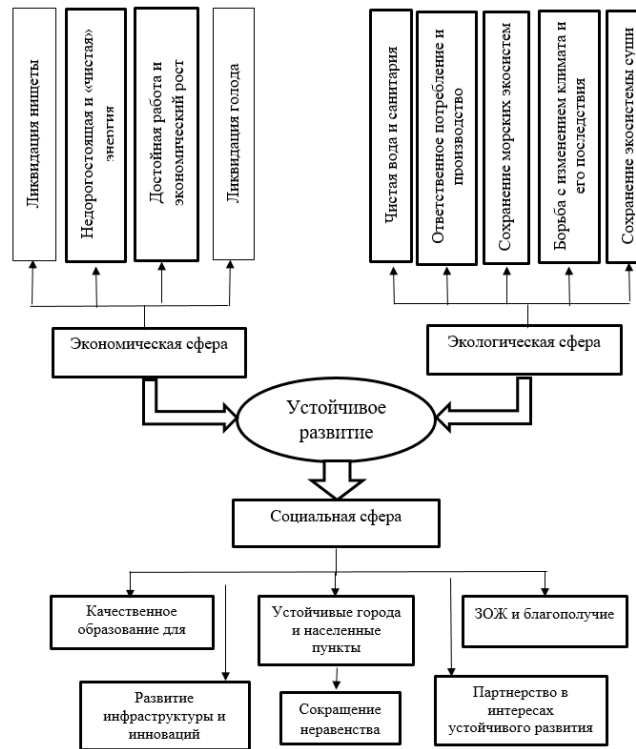 Ликвидация нищеты
Недорогостоящая и «чистая»
энергия
Достойная работа и
экономический рост
Ликвидация голода
Чистая вода и санитария
Ответственное потребление и
производство
Сохранение морских экосистем
Борьба с изменением климата и
его последствия
Сохранение экосистемы суши
Экономическая сфера
Экологическая сфера
Устойчивое
развитие
Социальная сфера
Качественное
образование для
Устойчивые города
и населенные
пункты
ЗОЖ и благополучие
Развитие
инфраструктуры и
инноваций
Сокращение
неравенства
Партнерство в
интересах
устойчивого развития